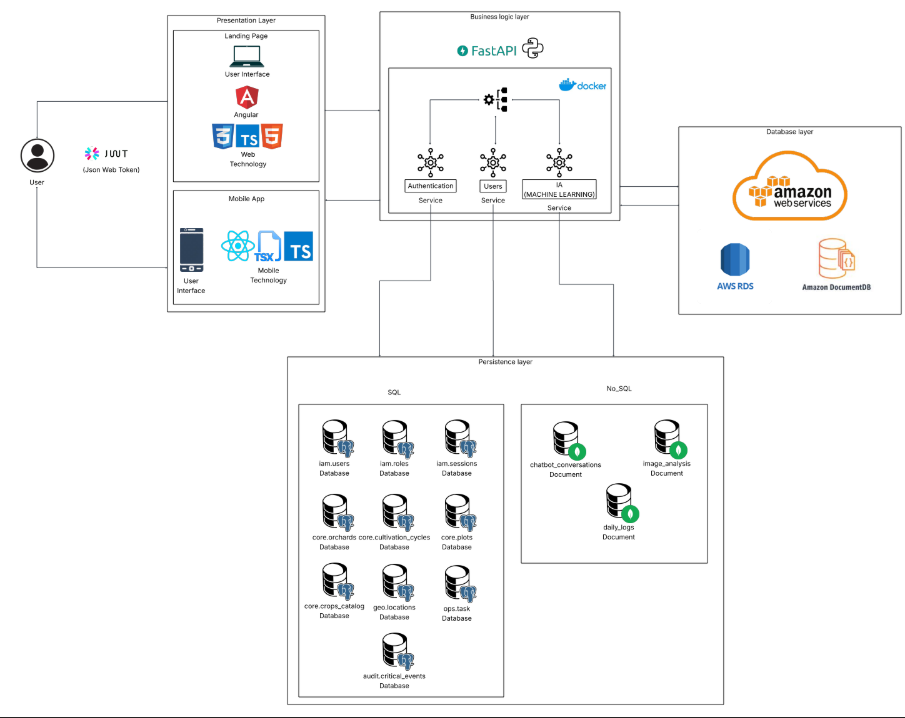 Presentation Layer
Landing Page
User Interface
Angular
3 TS 5
Web
Technology
Mobile App
User
Interface
TSX TS
Mobile
Technology
User
JWT
(Json Web Token)
Business logic layer
FastAPI
docker
Authentication
Service
Users
Service
IA
(MACHINE LEARNING)
Service
Database layer
amazon
web services
AWS RDS
Amazon DocumentDB
Persistence layer
SQL
iam.users
Database
iam.roles
Database
iam.sessions
Database
core.orchards
Database
core.cultivation_cycles
Database
core.plots
Database
core.crops_catalog
Database
geo.locations
Database
ops.task
Database
audit.critical_events
Database
No_SQL
chatbot_conversations
Document
image_analysis
Document
daily_logs
Document